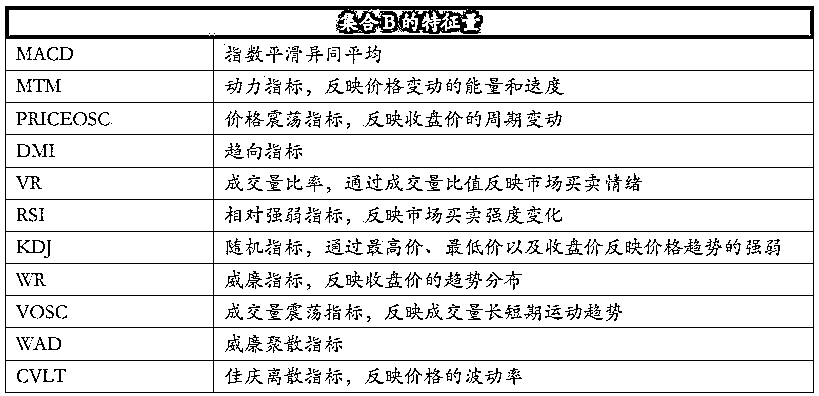 集合B的特征量
MACD 指数平滑异同平均
MTM 动力指标，反映价格变动的能量和速度
PRICEOSC 价格震荡指标，反映收盘价的周期变动
DMI 趋向指标
VR 成交量比率，通过成交量比值反映市场买卖情绪
RSI 相对强弱指标，反映市场买卖强度变化
KDJ 随机指标，通过最高价、最低价以及收盘价反映价格趋势的强弱
WR 威廉指标，反映收盘价的趋势分布
VOSC 成交量震荡指标，反映成交量长短期运动趋势
WAD 威廉聚散指标
CVLT 佳庆离散指标，反映价格的波动率